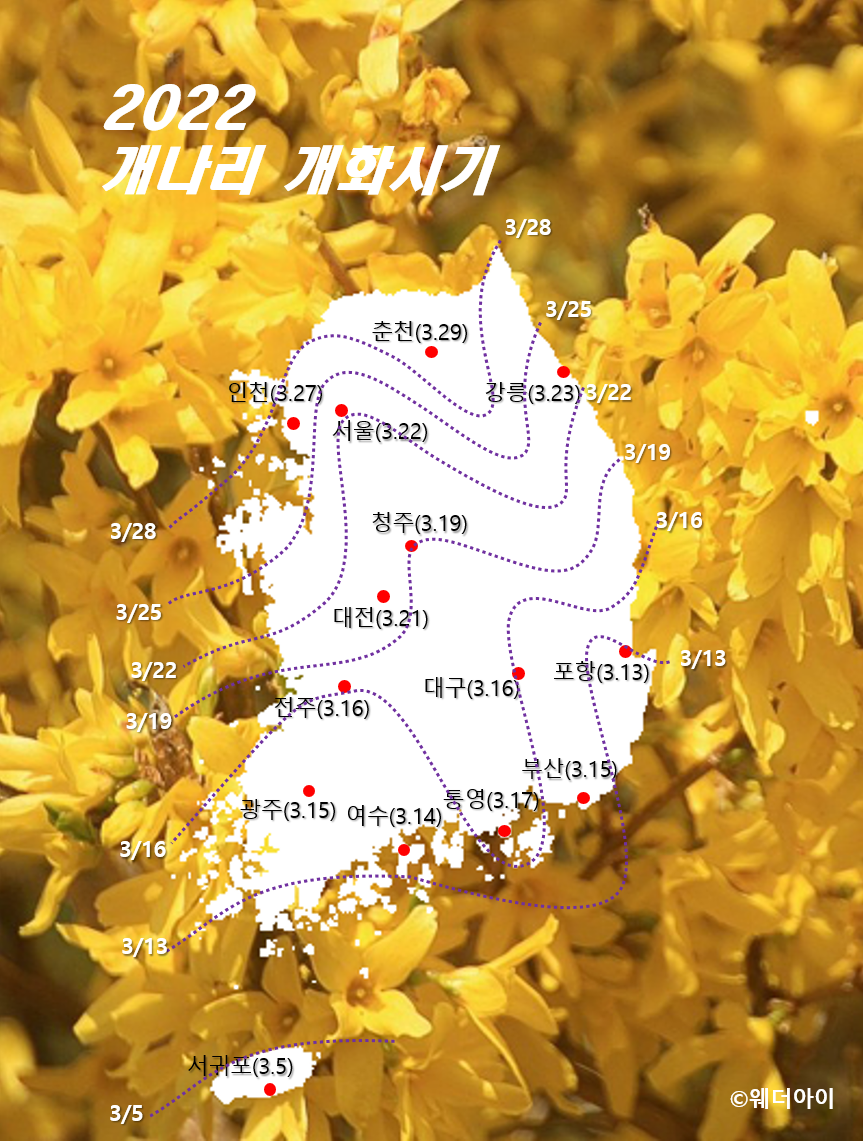 2022
개나리 개화시기
3/28
3/25
춘천(3.29)
인천(3.27)
강릉(3.23)
3/22
서울(3.22)
3/19
청주(3.19)
3/16
3/28
3/25
대전(3.21)
3/13
3/22
포항(3.13)
대구(3.16)
전주(3.16)
3/19
부산(3.15)
통영(3.17)
광주(3.15)
여수(3.14)
3/16
3/13
서귀포(3.5)
3/5
©웨더아이